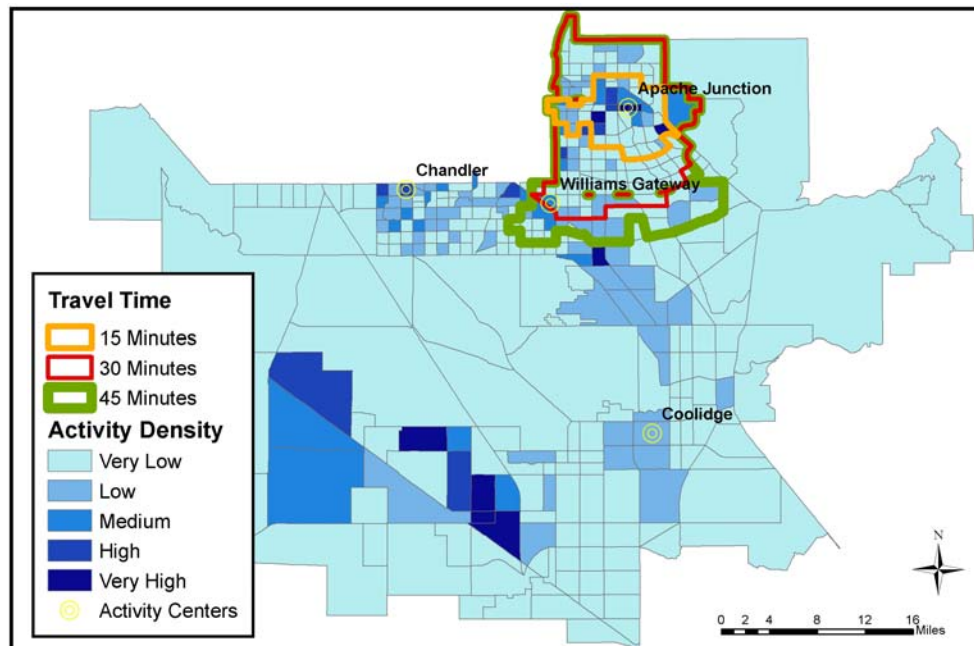 Apache Junction
Chandler
Williams Gateway
Coolidge
Travel Time
15 Minutes
30 Minutes
45 Minutes
Activity Density
Very Low
Low
Medium
High
Very High
Activity Centers
N
0 2 4 8 12 16
Miles